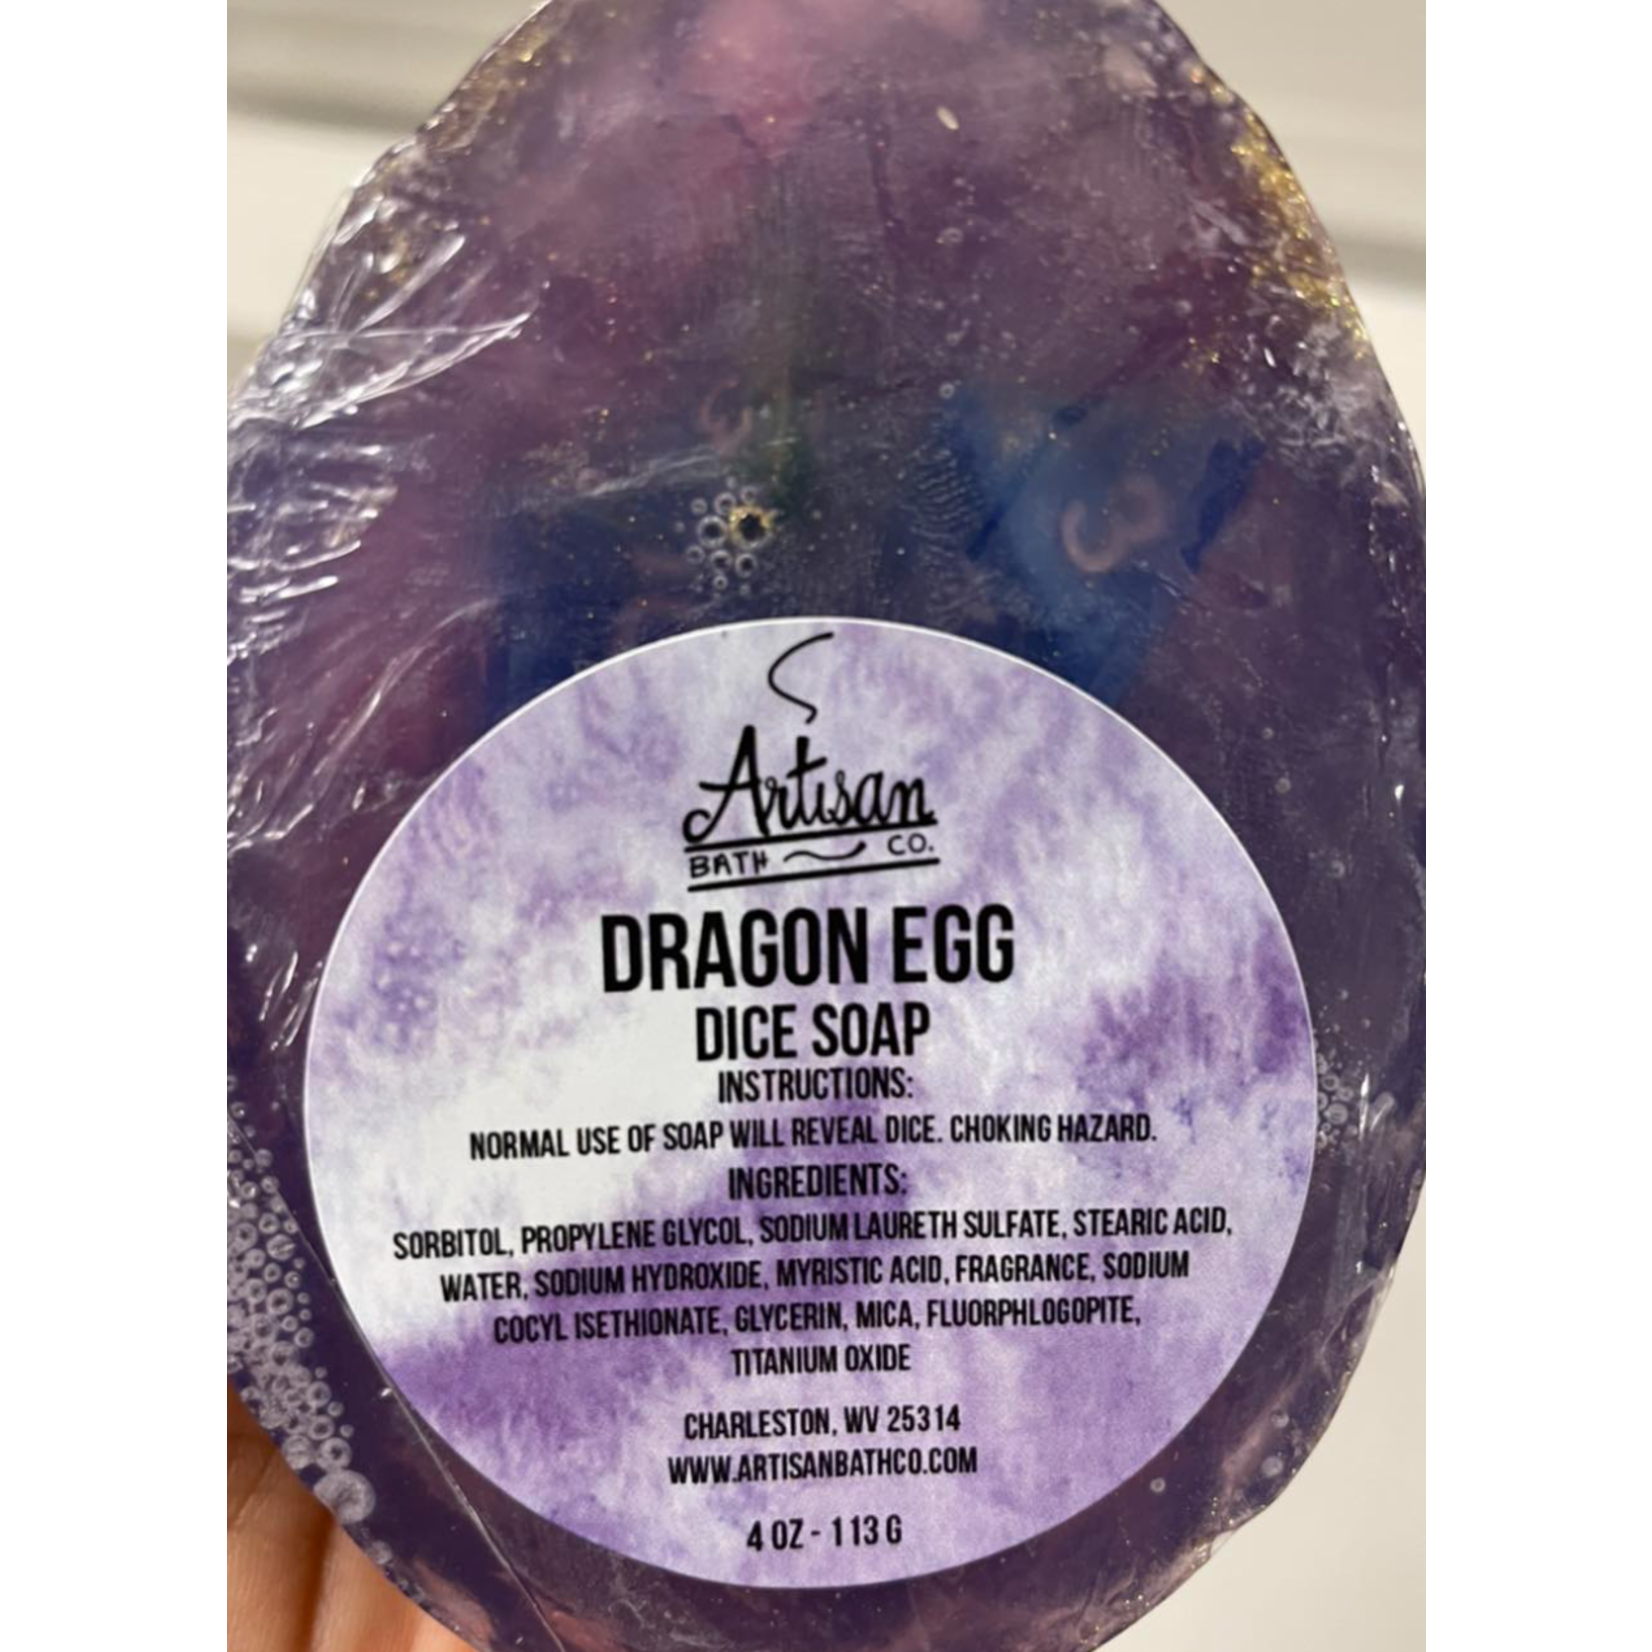 3
3
Artisan
BATH CO.
DRAGON EGG
DICE SOAP
INSTRUCTIONS:
NORMAL USE OF SOAP WILL REVEAL DICE. CHOKING HAZARD.
INGREDIENTS:
SORBITOL, PROPYLENE GLYCOL, SODIUM LAURETH SULFATE, STEARIC ACID,
WATER, SODIUM HYDROXIDE, MYRISTIC ACID, FRAGRANCE, SODIUM
COCYL ISETHIONATE, GLYCERIN, MICA, FLUORPHLOGOPITE,
TITANIUM OXIDE
CHARLESTON, WV 25314
WWW.ARTISANBATHCO.COM
4 OZ - 113 G